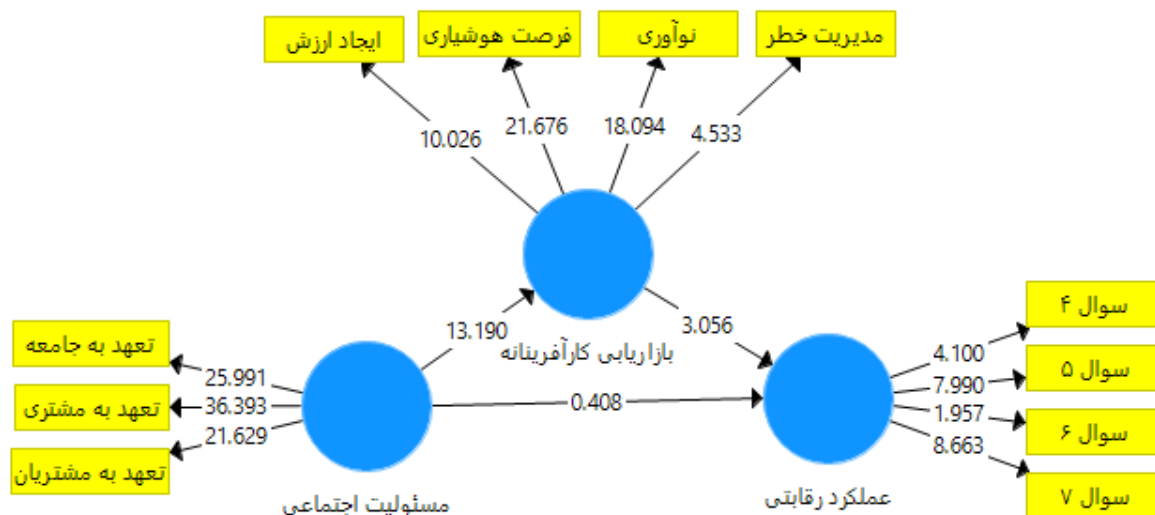 ایجاد ارزش
فرصت هوشیاری
نوآوری
مدیریت خطر
10.026
21.676
18.094
4.533
بازاریابی کارآفرینانه
13.190
3.056
0.408
تعهد به جامعه
تعهد به مشتری
تعهد به مشتریان
25.991
36.393
21.629
مسئولیت اجتماعی
عملکرد رقابتی
4.100
7.990
1.957
8.663
سوال ۴
سوال ۵
سوال ۶
سوال ۷